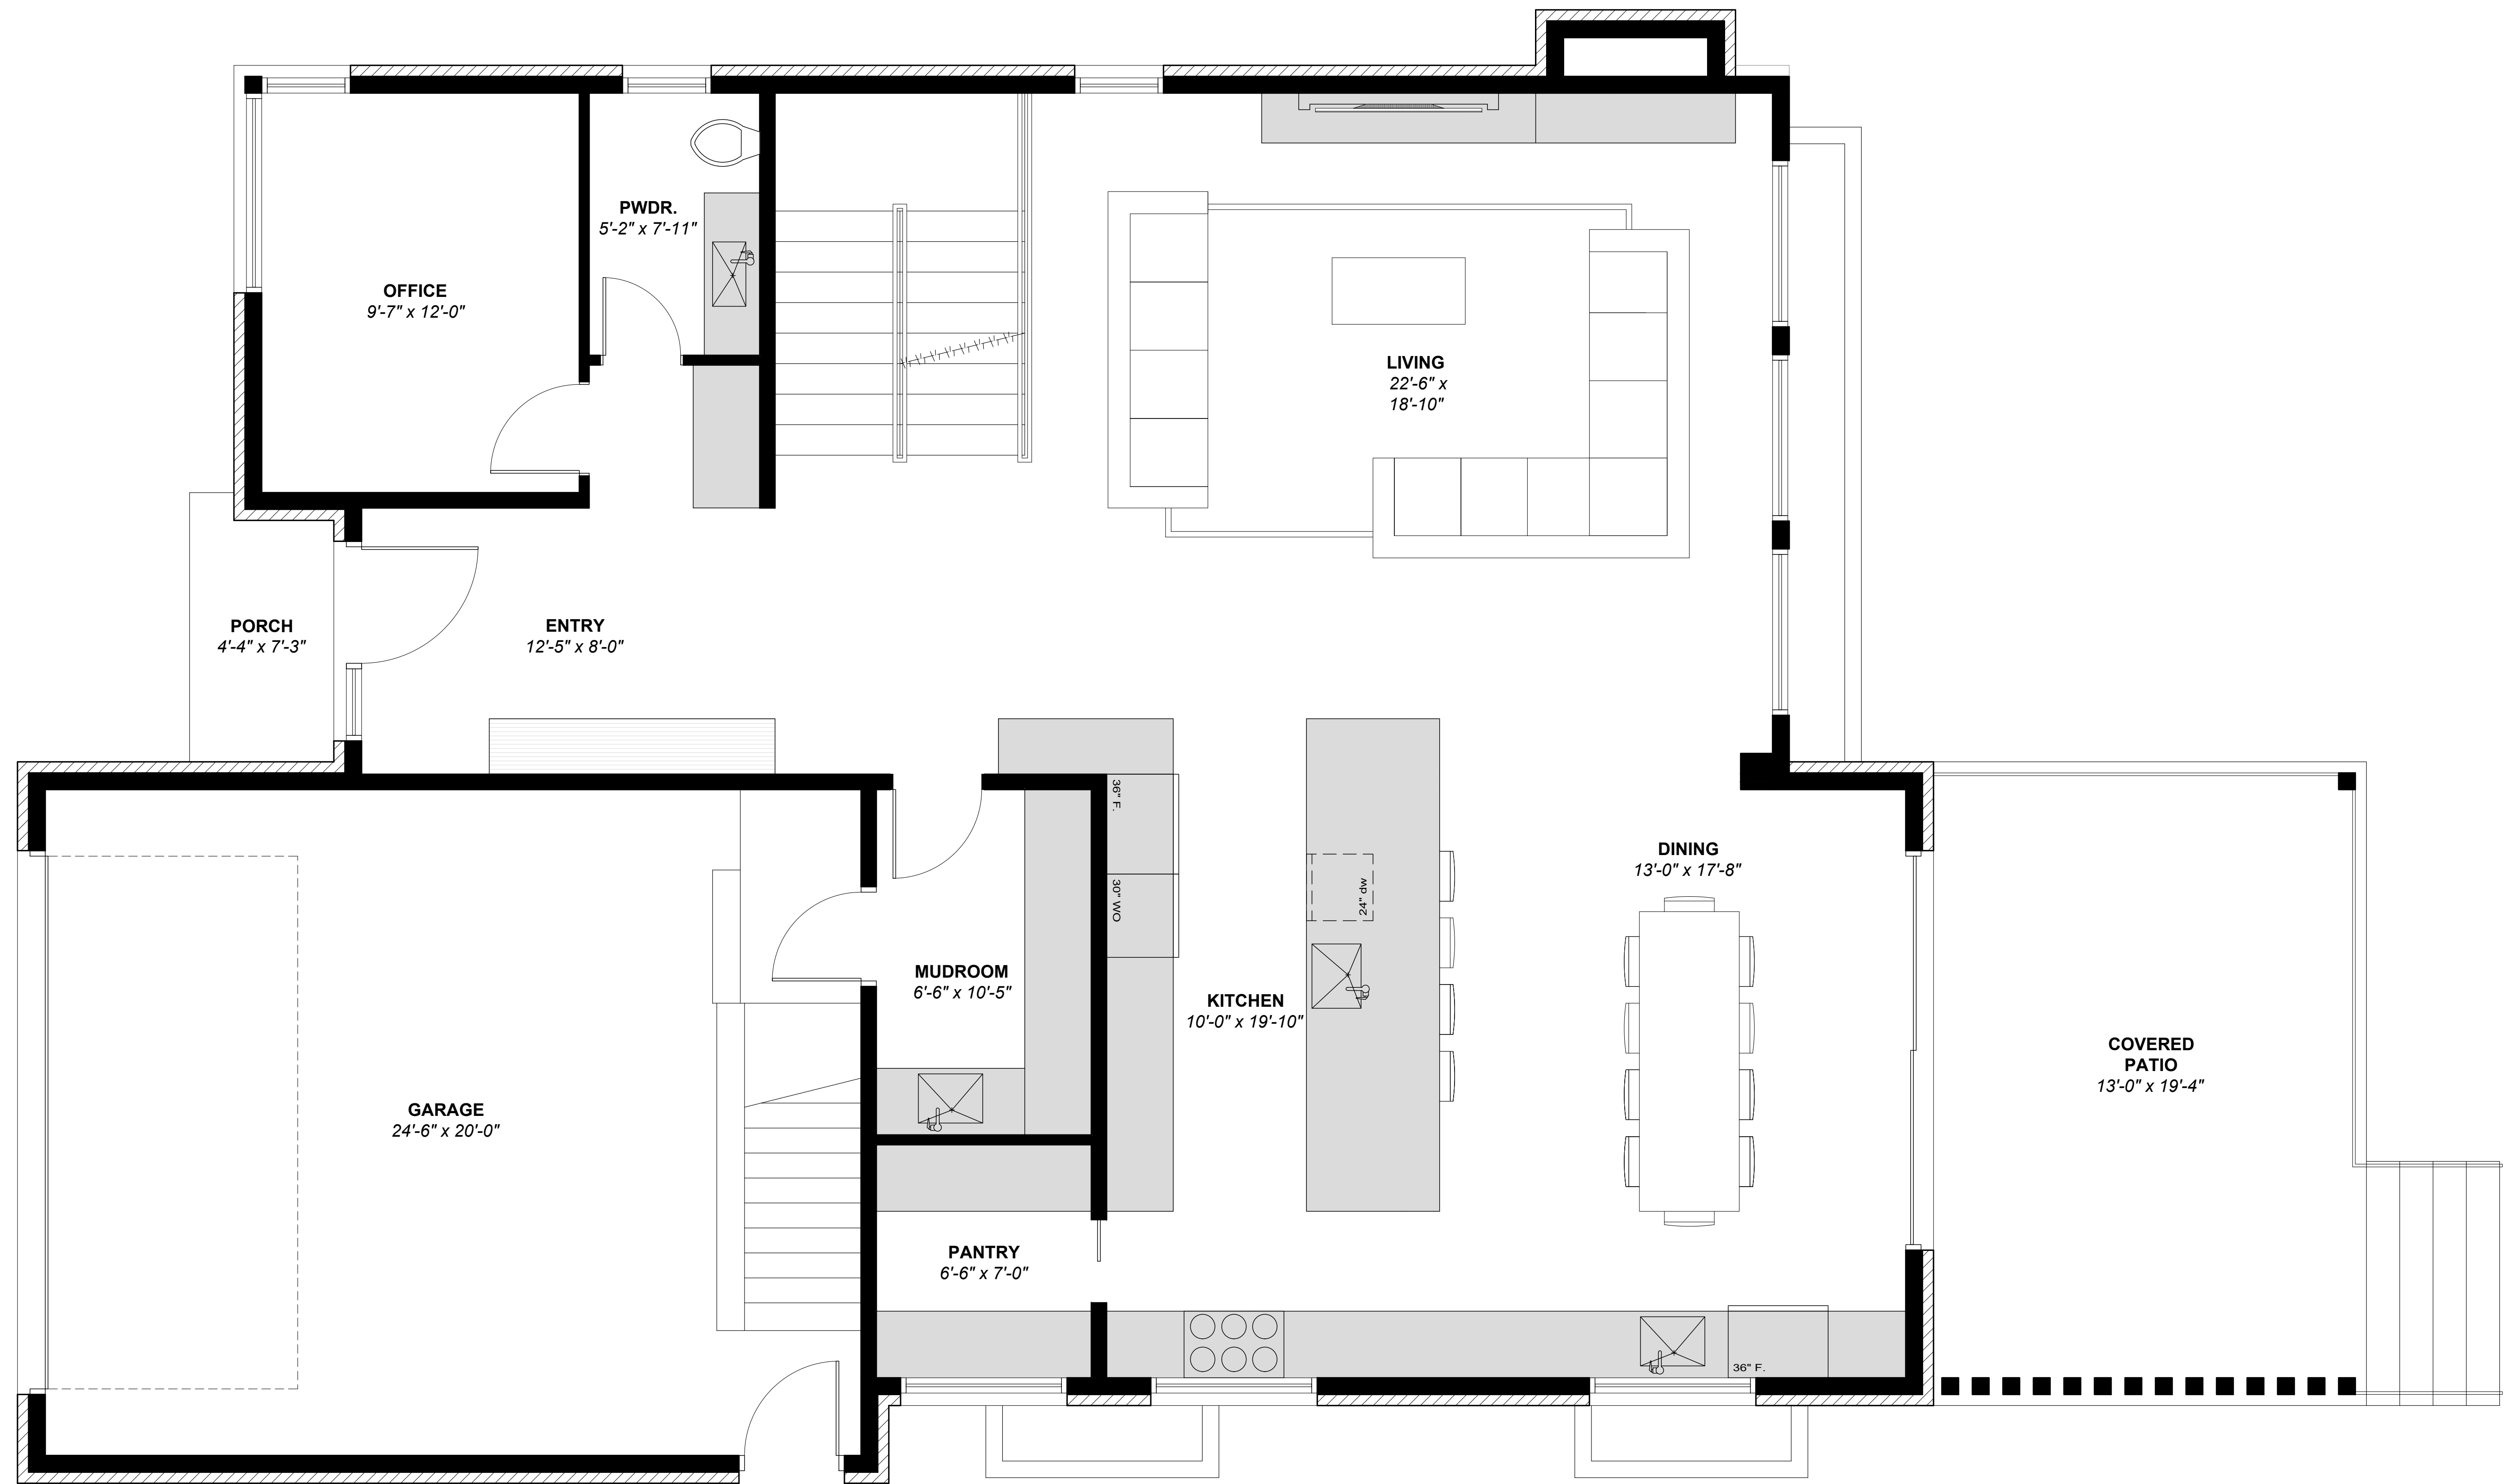 PWDR.
5'-2" x 7'-11"
OFFICE
9'-7" x 12'-0"
LIVING
22'-6" x
18'-10"
PORCH
4'-4" x 7'-3"
ENTRY
12'-5" x 8'-0"
36" F.
30" WO
24" dw
DINING
13'-0" x 17'-8"
MUDROOM
6'-6" x 10'-5"
KITCHEN
10'-0" x 19'-10"
COVERED
PATIO
13'-0" x 19'-4"
GARAGE
24'-6" x 20'-0"
PANTRY
6'-6" x 7'-0"
36" F.